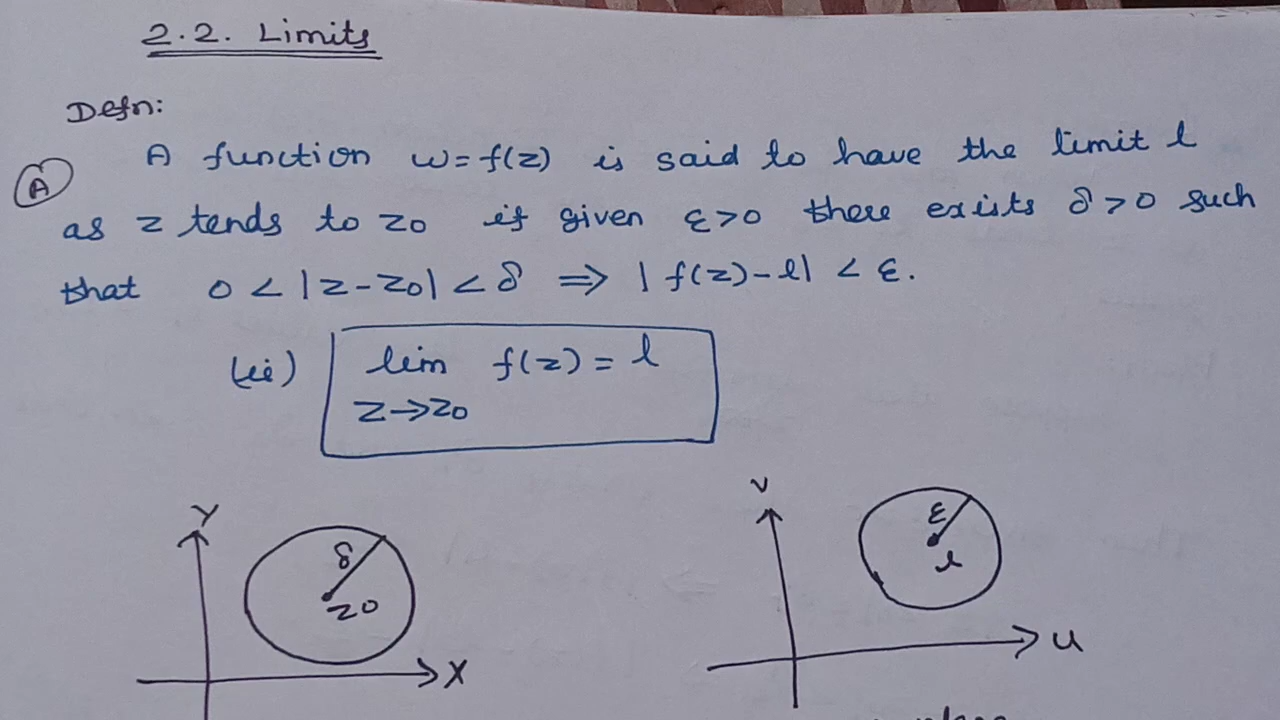 2.2. Limits
Defn:
A function w=f(z) is said to have the limit l
(A)
as z tends to z0 if given ε>0 there exists δ>0 such
that 0 < |z-z0| < δ ⇒ | f(z)-l| < ε.
(ie) lim f(z) = l
z→z0
Y
δ
z0
X
V
ε
l
u
plane